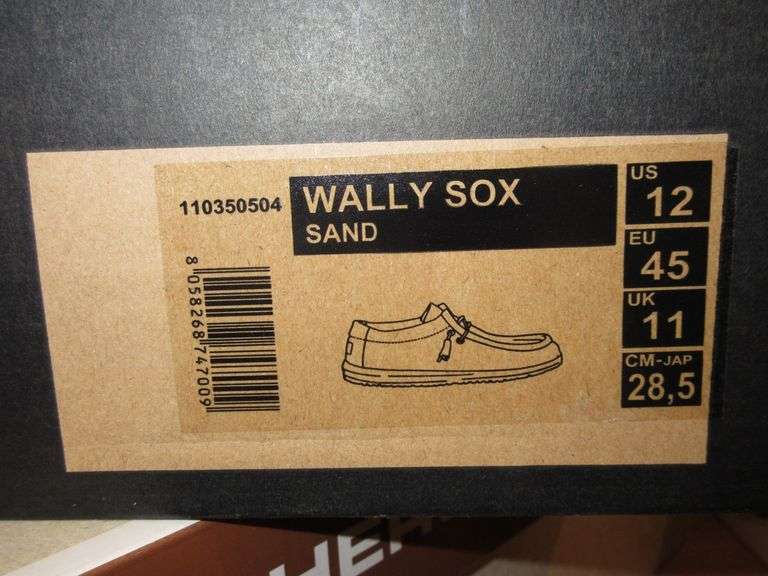 110350504
WALLY SOX
SAND
8 058268 747009
US
12
EU
45
UK
11
CM-JAP
28,5